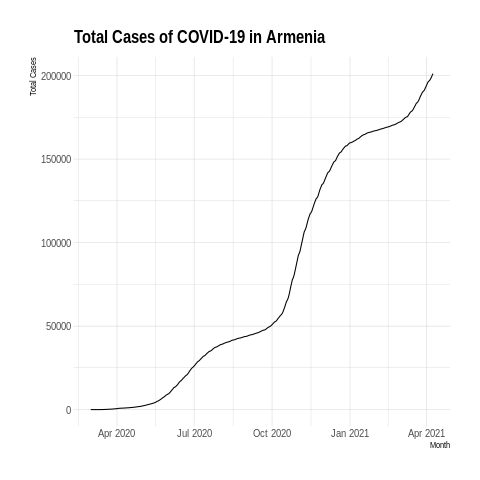 Total Cases of COVID-19 in Armenia
Total Cases
200000
150000
100000
50000
0
Apr 2020 Jul 2020 Oct 2020 Jan 2021 Apr 2021
Month